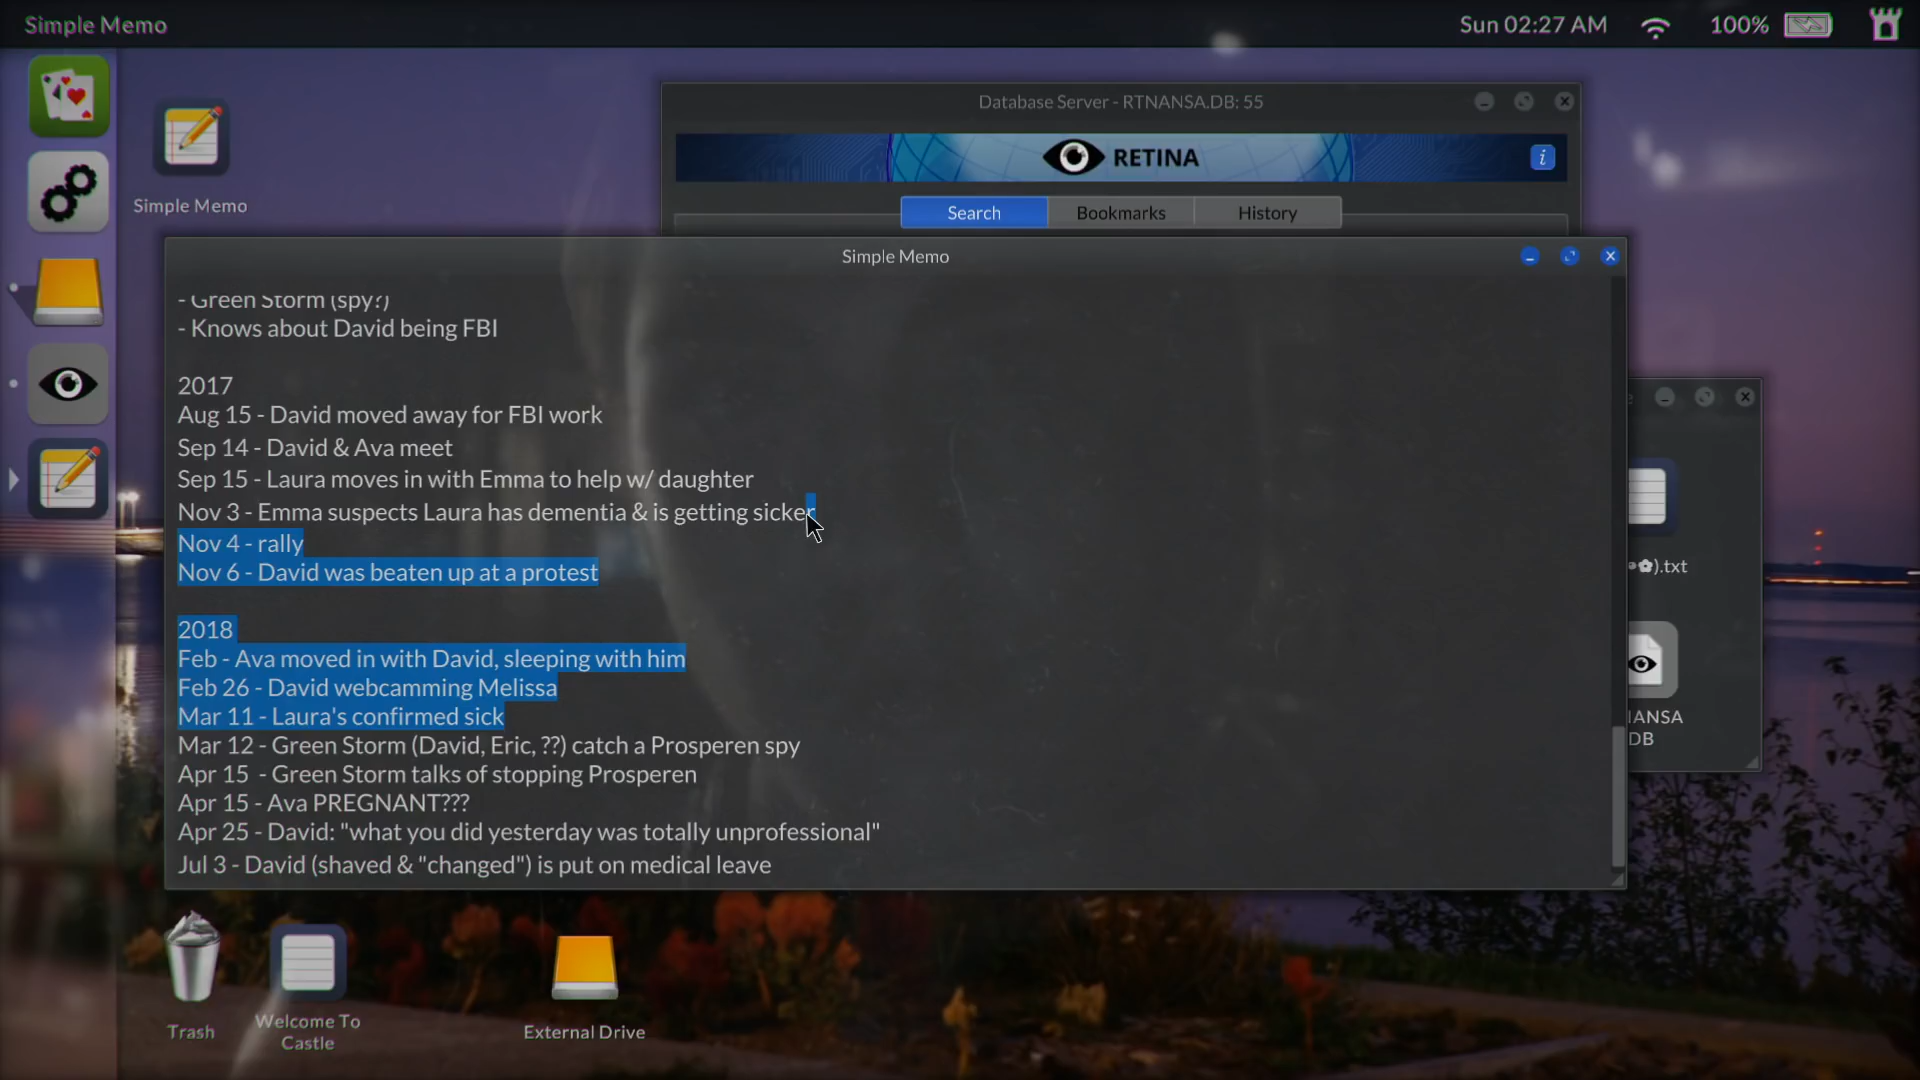 Simple Memo
Sun 02:27 AM
100%
Simple Memo
Database Server - RTNANSA.DB: 55
RETINA
i
Search
Bookmarks
History
Simple Memo
- Green Storm (spy?)
- Knows about David being FBI
2017
Aug 15 - David moved away for FBI work
Sep 14 - David & Ava meet
Sep 15 - Laura moves in with Emma to help w/ daughter
Nov 3 - Emma suspects Laura has dementia & is getting sicker
Nov 4 - rally
Nov 6 - David was beaten up at a protest
2018
Feb - Ava moved in with David, sleeping with him
Feb 26 - David webcamming Melissa
Mar 11 - Laura's confirmed sick
Mar 12 - Green Storm (David, Eric, ??) catch a Prosperen spy
Apr 15 - Green Storm talks of stopping Prosperen
Apr 15 - Ava PREGNANT???
Apr 25 - David: "what you did yesterday was totally unprofessional"
Jul 3 - David (shaved & "changed") is put on medical leave
✿).txt
IANSA
DB
Trash
Welcome To
Castle
External Drive